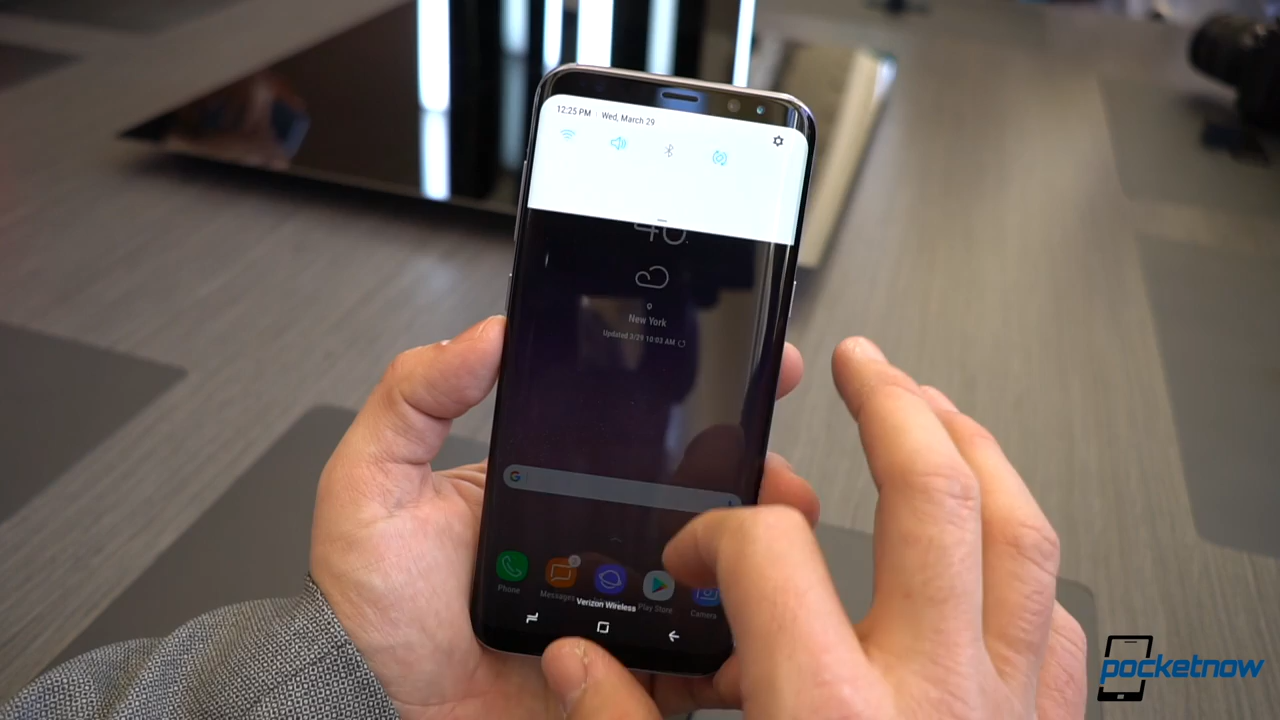 12:25 PM | Wed, March 29
New York
Updated 3/29 10:03 AM
G
Phone
Messages
Play Store
Camera
Verizon Wireless
pocketnow